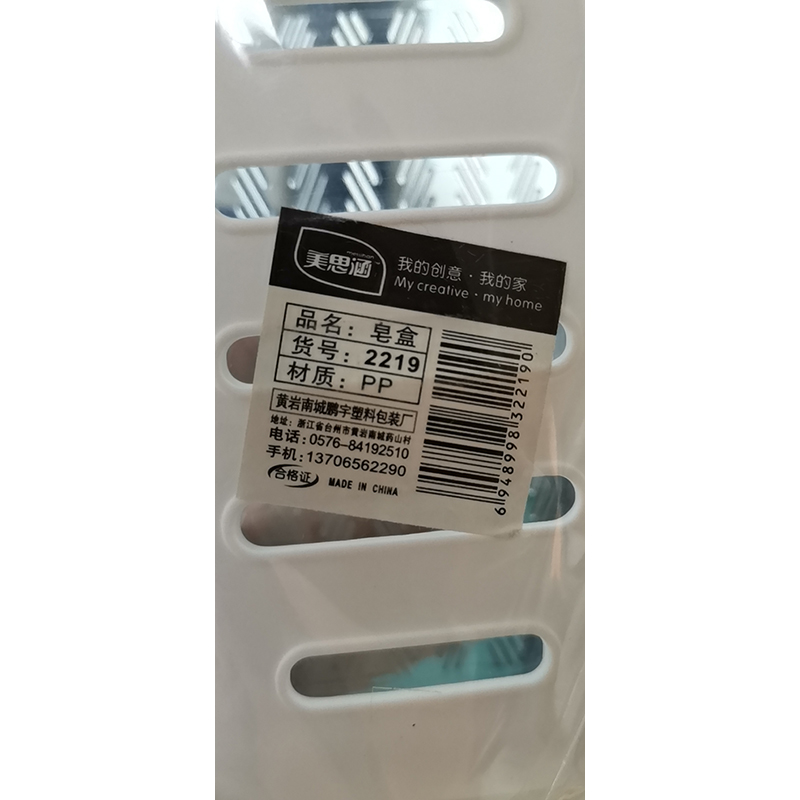 美思涵
我的创意·我的家
My creative·my home
品名：皂盒
货号：2219
材质：PP
黄岩南城鹏宇塑料包装厂
地址：浙江省台州市黄岩南城药山村
电话：0576-84192510
手机：13706562290
合格证
MADE IN CHINA
6948998322190